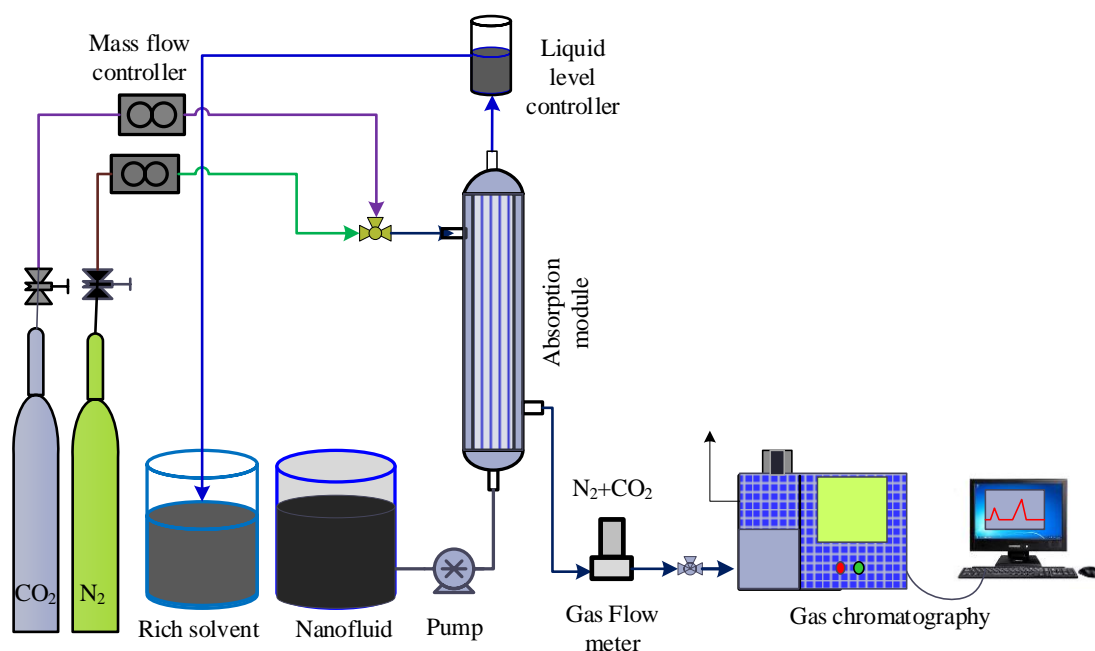 Mass flow
controller
Liquid
level
controller
Absorption
module
N₂+CO₂
CO₂
N₂
Rich solvent
Nanofluid
Pump
Gas Flow
meter
Gas chromatography